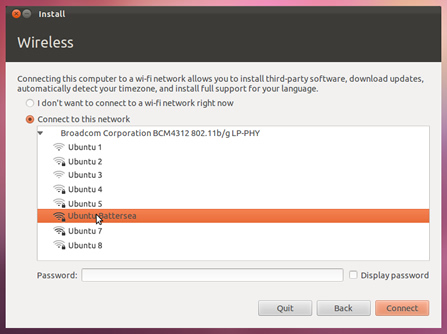 Install
Wireless
Connecting this computer to a wi-fi network allows you to install third-party software, download updates,
automatically detect your timezone, and install full support for your language.
I don't want to connect to a wi-fi network right now
Connect to this network
Broadcom Corporation BCM4312 802.11b/g LP-PHY
Ubuntu 1
Ubuntu 2
Ubuntu 3
Ubuntu 4
Ubuntu 5
Ubuntu Battersea
Ubuntu 7
Ubuntu 8
Password:
Display password
Quit
Back
Connect